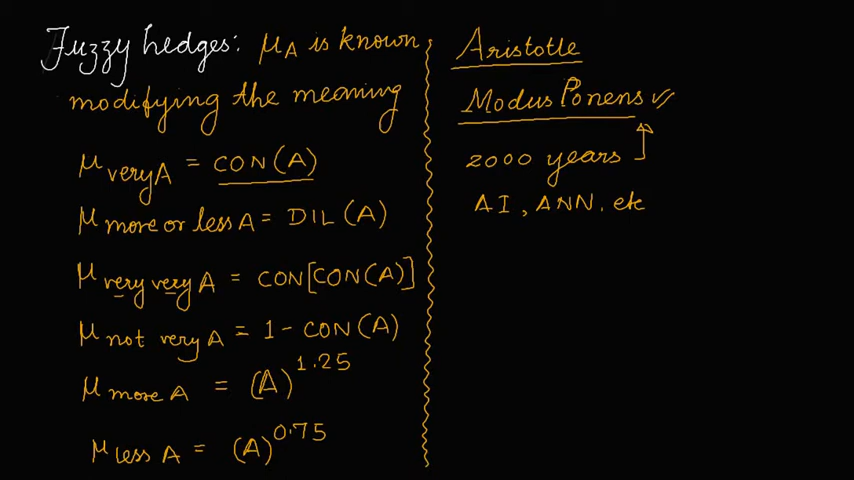 Fuzzy hedges: μA is known
modifying the meaning
μ very A = CON(A)
μ more or less A = DIL(A)
μ very very A = CON[CON(A)]
μ not very A = 1 - CON(A)
μ more A = (A)^1.25
μ less A = (A)^0.75
Aristotle
Modus Ponens
2000 years
AI, ANN. etc